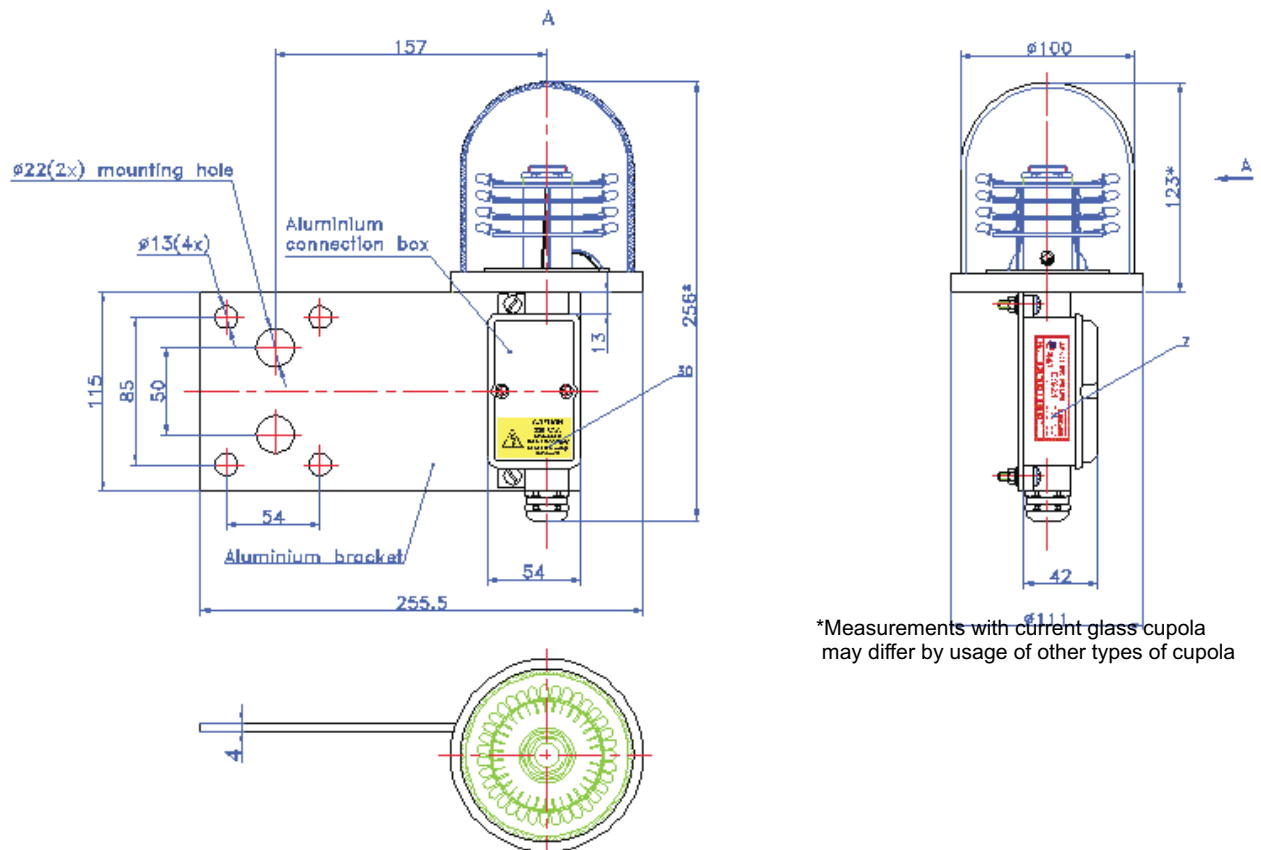 A
157
ø100
ø22(2x) mounting hole
ø13(4x)
Aluminium
connection box
256*
123*
A
13
30
7
115
85
50
CAUTION
54
Aluminium bracket
54
42
255.5
ø111
*Measurements with current glass cupola
may differ by usage of other types of cupola
4